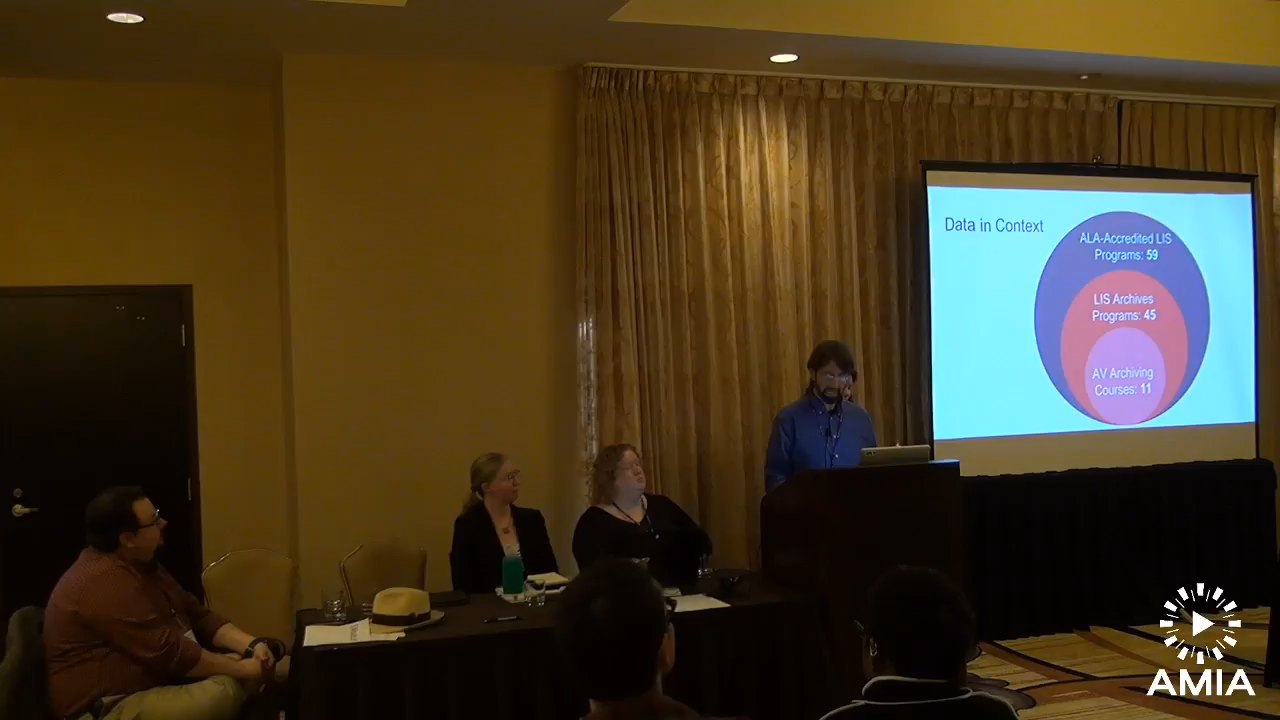 Data in Context
ALA-Accredited LIS
Programs: 59
LIS Archives
Programs: 45
AV Archiving
Courses: 11
AMIA